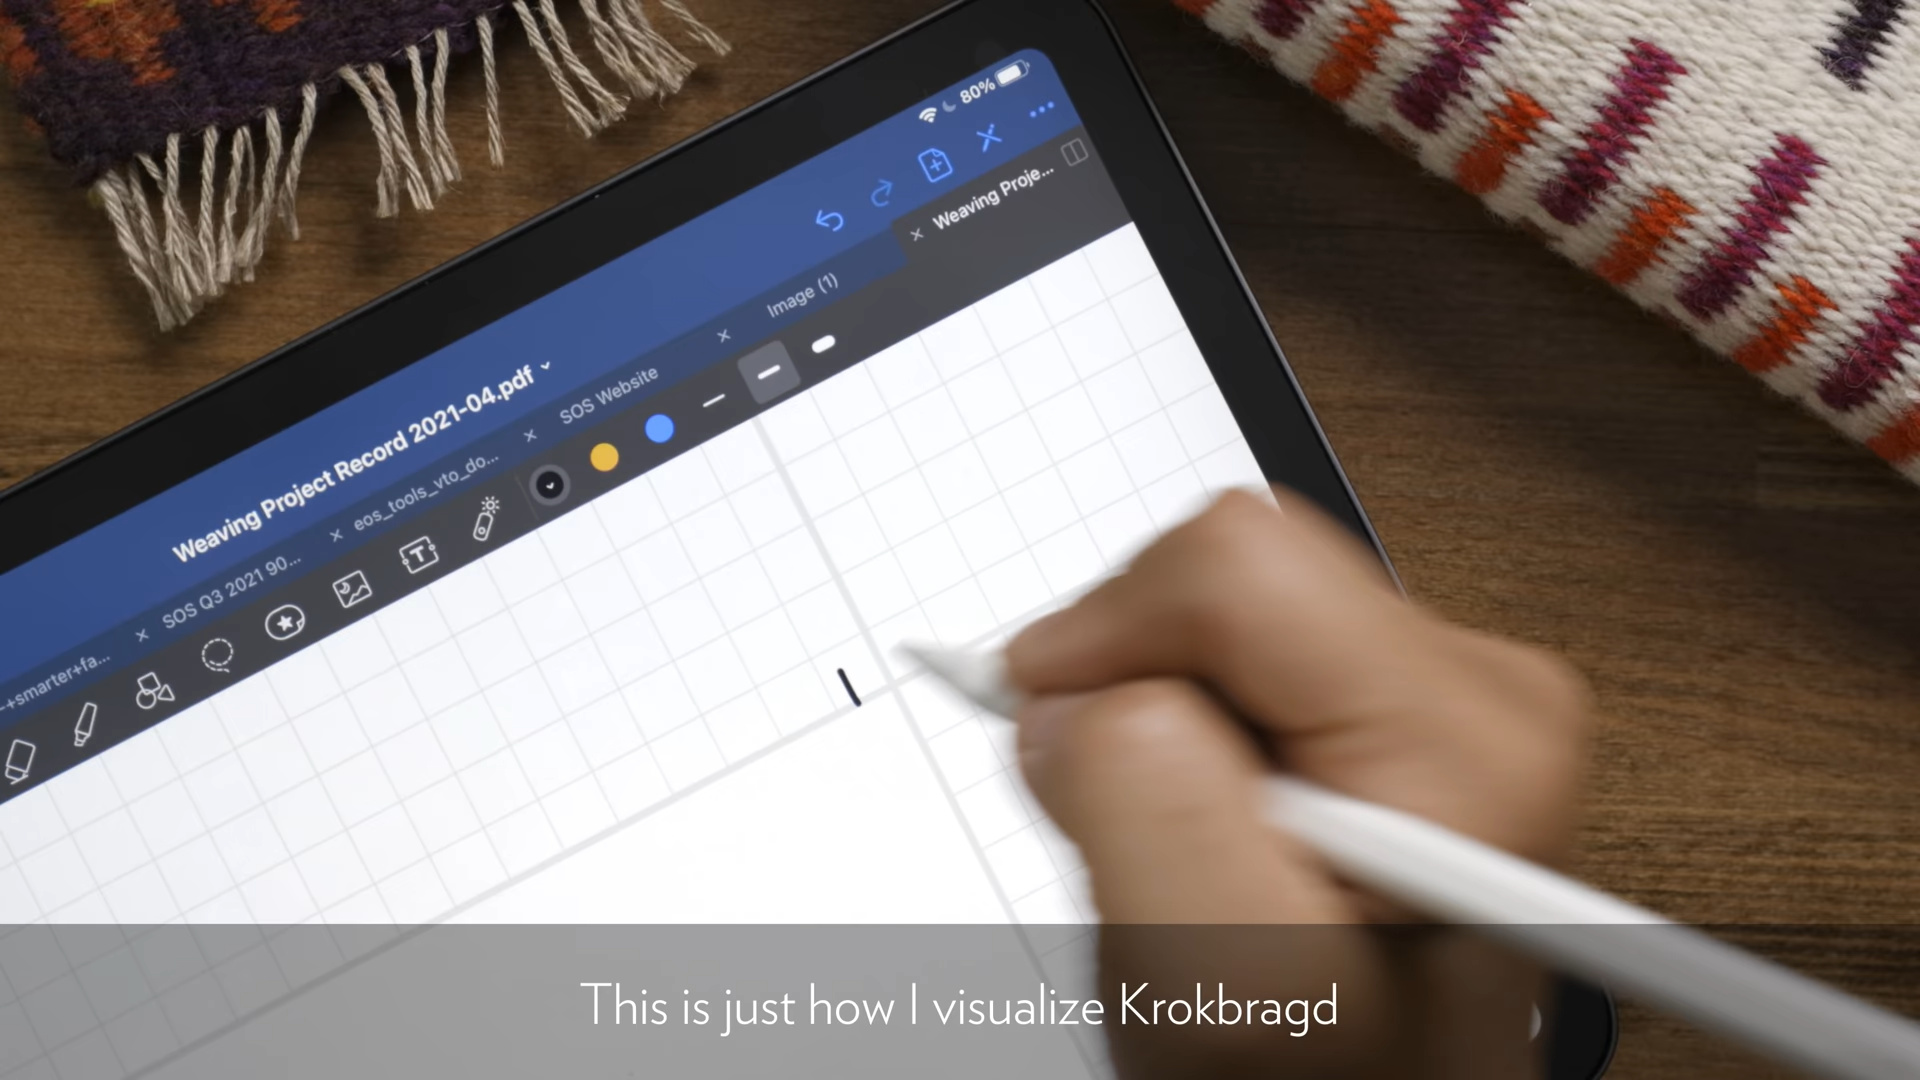 80%
Weaving Proje...
Image (1)
Weaving Project Record 2021-04.pdf
SOS Website
eos_tools_vto_do...
SOS Q3 2021 90...
-+smarter+fa...
T
This is just how I visualize Krokbragd